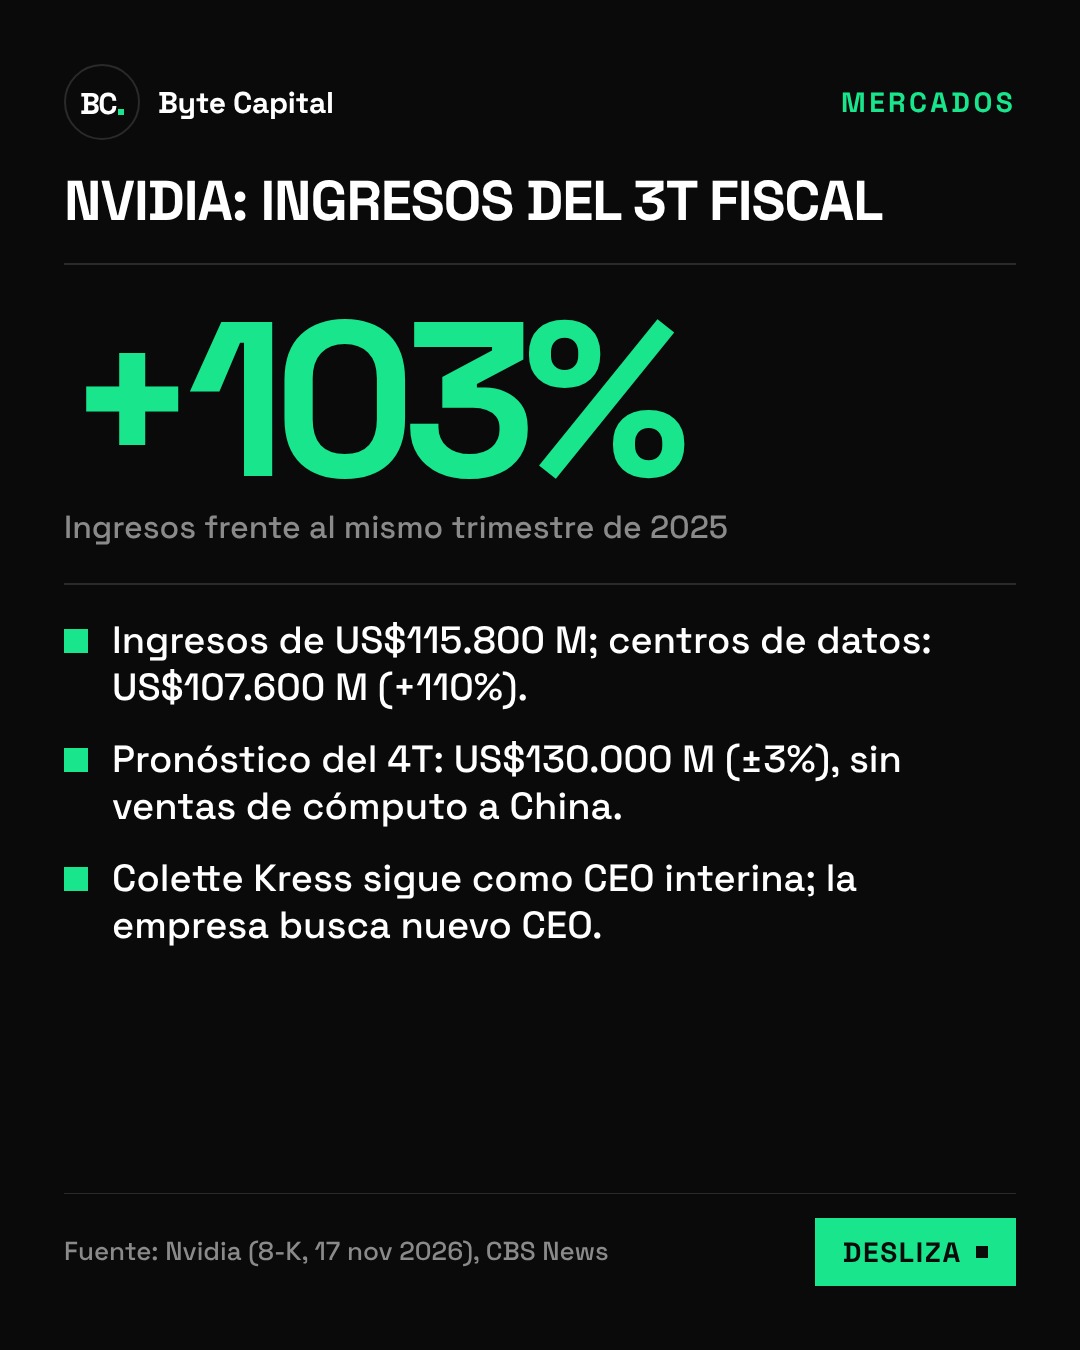 BC.
Byte Capital
MERCADOS
NVIDIA: INGRESOS DEL 3T FISCAL
+103%
Ingresos frente al mismo trimestre de 2025
Ingresos de US$115.800 M; centros de datos:
US$107.600 M (+110%).
Pronóstico del 4T: US$130.000 M (±3%), sin
ventas de cómputo a China.
Colette Kress sigue como CEO interina; la
empresa busca nuevo CEO.
Fuente: Nvidia (8-K, 17 nov 2026), CBS News
DESLIZA